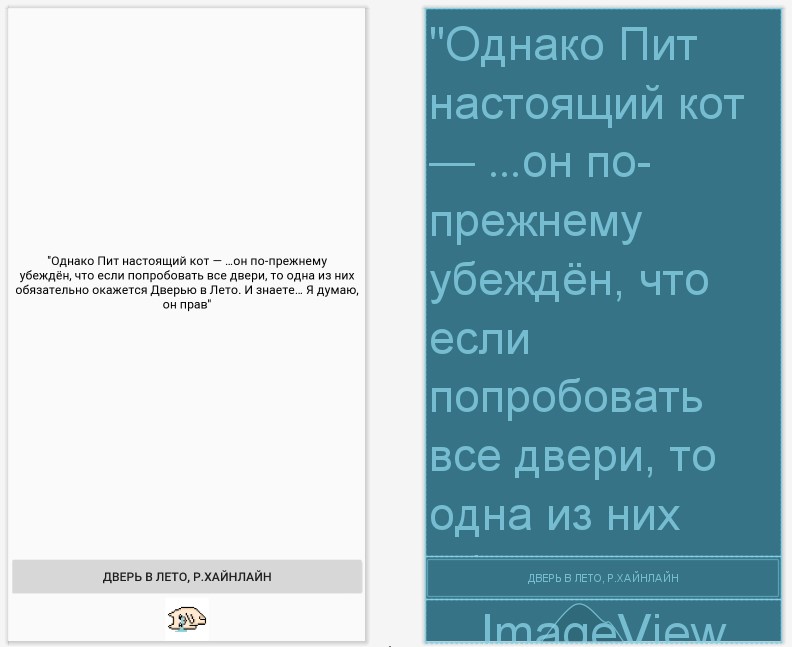 "Однако Пит настоящий кот — ...он по-прежнему
убеждён, что если попробовать все двери, то одна из них
обязательно окажется Дверью в Лето. И знаете... Я думаю,
он прав"
ДВЕРЬ В ЛЕТО, Р.ХАЙНЛАЙН
"Однако Пит
настоящий кот
— ...он по-
прежнему
убеждён, что
если
попробовать
все двери, то
одна из них
ДВЕРЬ В ЛЕТО, Р.ХАЙНЛАЙН
ImageView